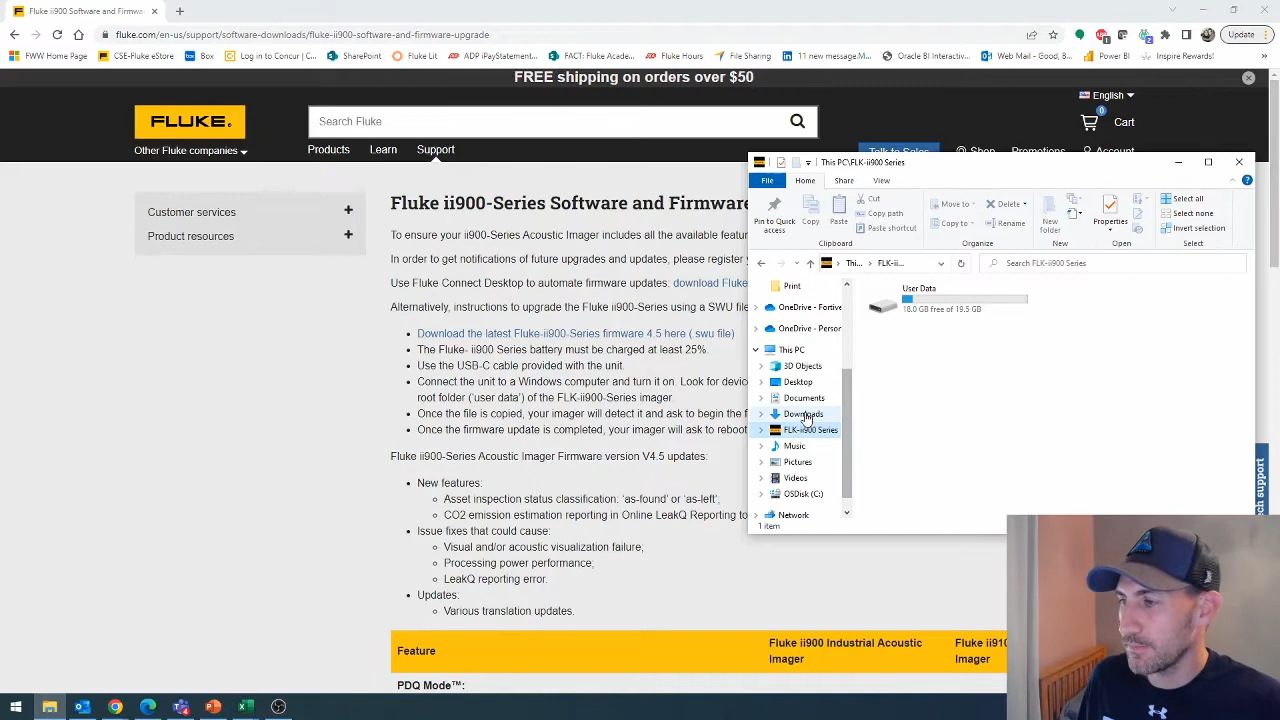 Fluke ii900 Software and Firmw
fluke.com/en-us/support/software-downloads/fluke-ii900-software-and-firmware-upgrade
Update
FWW Home Page
CSE-Fluke eStore
Box
Log in to Concur |...
SharePoint
Fluke Lit
ADP iPayStatement...
FACT: Fluke Acade...
Fluke Hours
File Sharing
11 new message.M...
Oracle BI Interactiv...
Web Mail - Good, B...
Power BI
Inspire Rewards!
FREE shipping on orders over $50
English
FLUKE.
Search Fluke
0
Cart
Other Fluke companies
Products
Learn
Support
Talk to Sales
Shop
Promotions
Account
Customer services +
Product resources +
Fluke ii900-Series Software and Firmware
To ensure your ii900-Series Acoustic Imager includes all the available featur
In order to get notifications of future upgrades and updates, please register y
Use Fluke Connect Desktop to automate firmware updates: download Fluke
Alternatively, instructions to upgrade the Fluke ii900-Series using a SWU file
Download the latest Fluke-ii900-Series firmware 4.5 here (.swu file)
The Fluke- ii900 Series battery must be charged at least 25%.
Use the USB-C cable provided with the unit.
Connect the unit to a Windows computer and turn it on. Look for devic
root folder ('user data') of the FLK-ii900-Series imager.
Once the file is copied, your imager will detect it and ask to begin the f
Once the firmware update is completed, your imager will ask to reboot
Fluke ii900-Series Acoustic Imager Firmware version V4.5 updates:
New features:
Asset inspection status classification: 'as-found' or 'as-left';
CO2 emission estimation reporting in Online LeakQ Reporting to
Issue fixes that could cause:
Visual and/or acoustic visualization failure;
Processing power performance;
LeakQ reporting error.
Updates:
Various translation updates.
Feature
Fluke ii900 Industrial Acoustic
Imager
Fluke ii910
Imager
PDQ Mode™:
ch support
This PC\FLK-ii900 Series
File
Home
Share
View
Pin to Quick
access
Copy
Paste
Cut
Copy path
Paste shortcut
Move to
Copy to
Delete
Rename
New
folder
Properties
Select all
Select none
Invert selection
Clipboard
Organize
New
Open
Select
Thi...
FLK-ii...
Search FLK-ii900 Series
Print
OneDrive - Fortive
OneDrive - Person
This PC
3D Objects
Desktop
Documents
Downloads
FLK-ii900 Series
Music
Pictures
Videos
OSDisk (C:)
Network
User Data
18.0 GB free of 19.5 GB
1 item